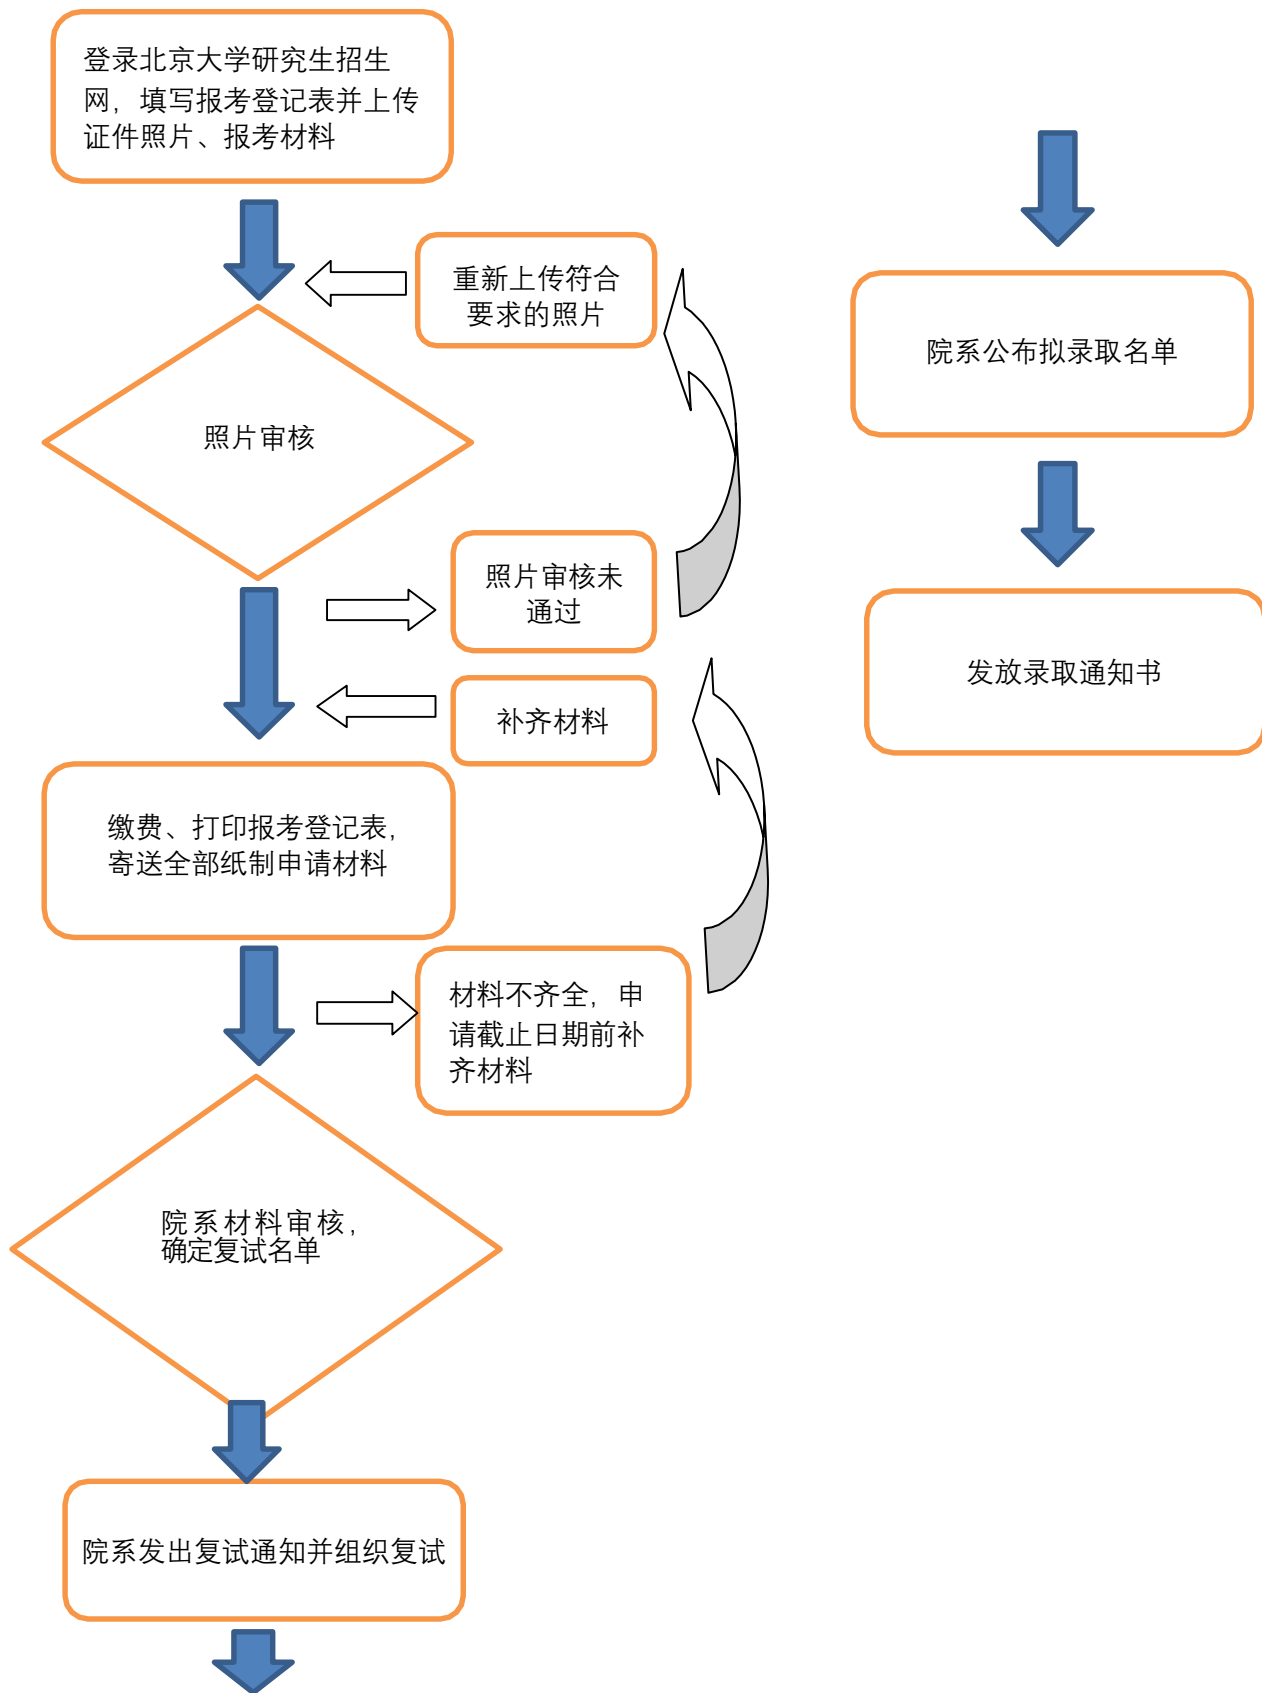 登录北京大学研究生招生
网，填写报考登记表并上传
证件照片、报考材料
重新上传符合
要求的照片
照片审核
照片审核未
通过
补齐材料
缴费、打印报考登记表，
寄送全部纸制申请材料
材料不齐全，申
请截止日期前补
齐材料
院系材料审核，
确定复试名单
院系发出复试通知并组织复试
院系公布拟录取名单
发放录取通知书